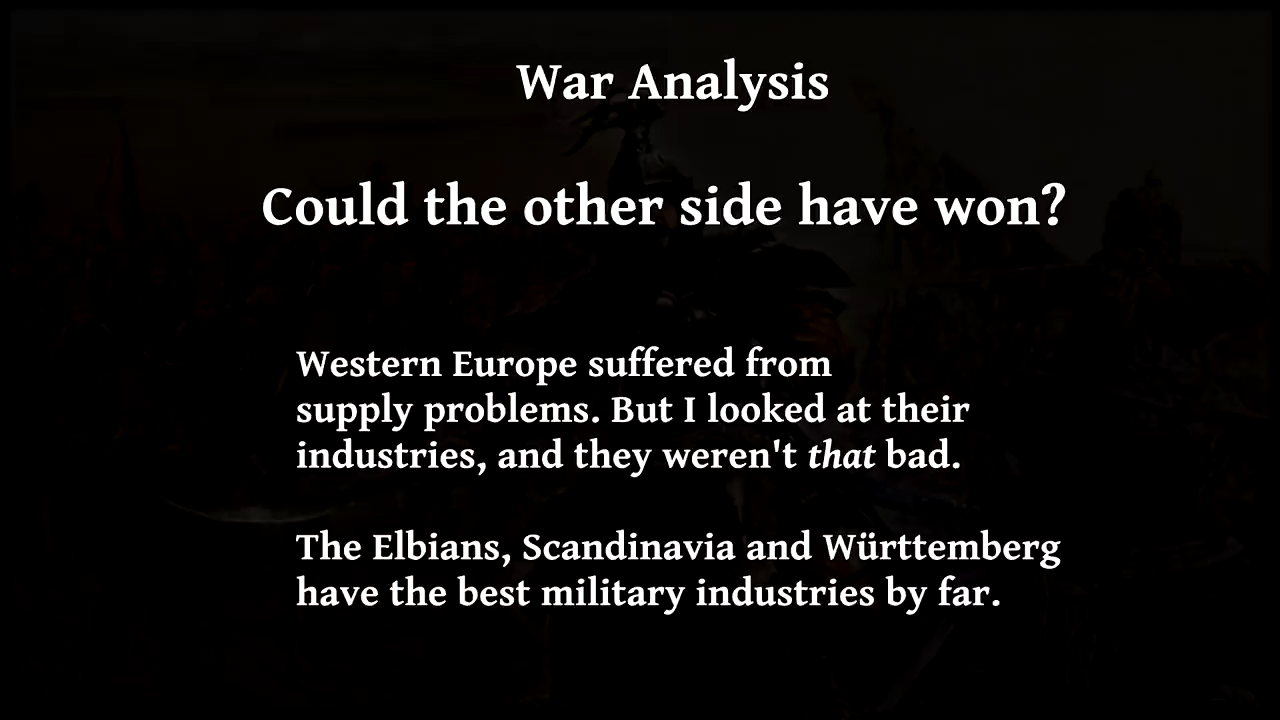 War Analysis
Could the other side have won?
Western Europe suffered from
supply problems. But I looked at their
industries, and they weren't that bad.
The Elbians, Scandinavia and Württemberg
have the best military industries by far.